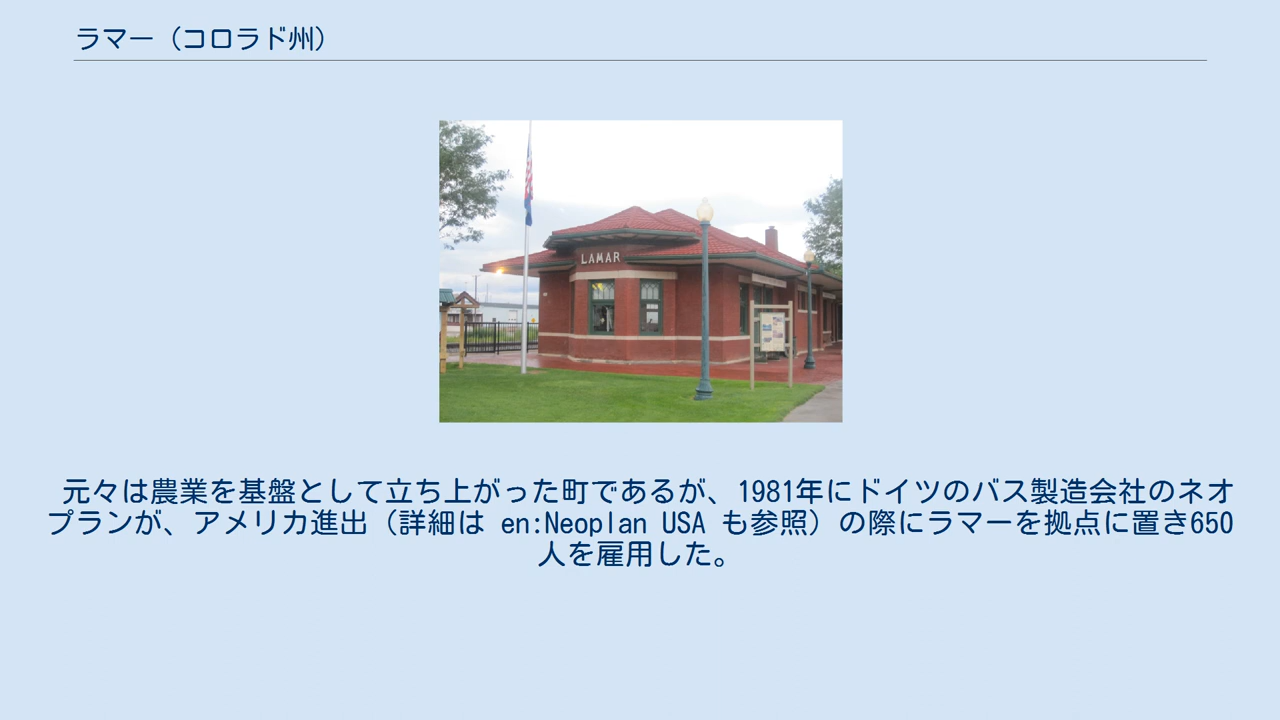 ラマー（コロラド州）
LAMAR
元々は農業を基盤として立ち上がった町であるが、1981年にドイツのバス製造会社のネオ
プランが、アメリカ進出（詳細は en:Neoplan USA も参照）の際にラマーを拠点に置き650
人を雇用した。